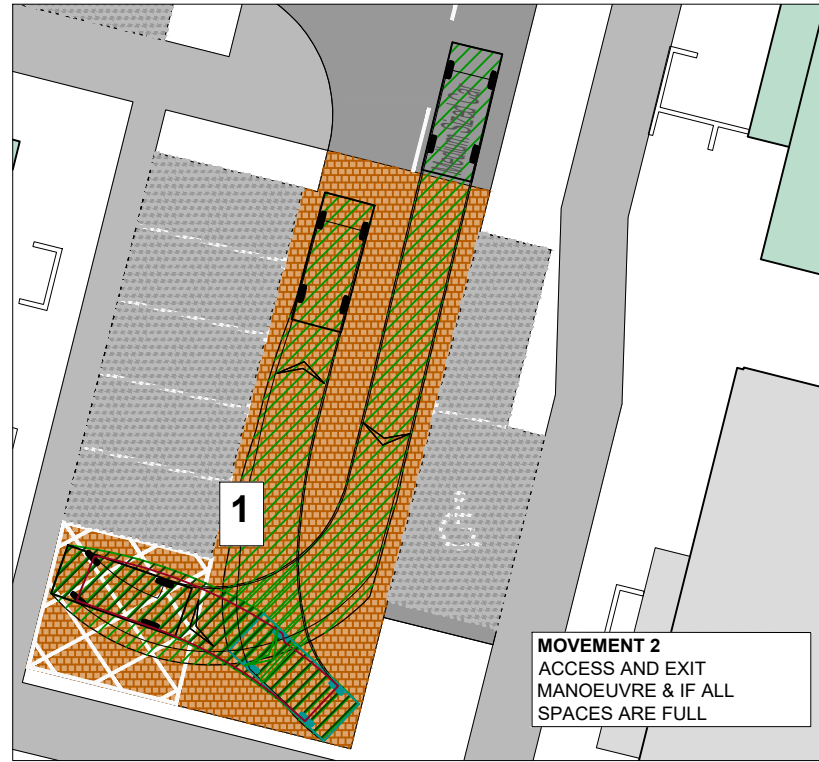 1
MOVEMENT 2
ACCESS AND EXIT
MANOEUVRE & IF ALL
SPACES ARE FULL